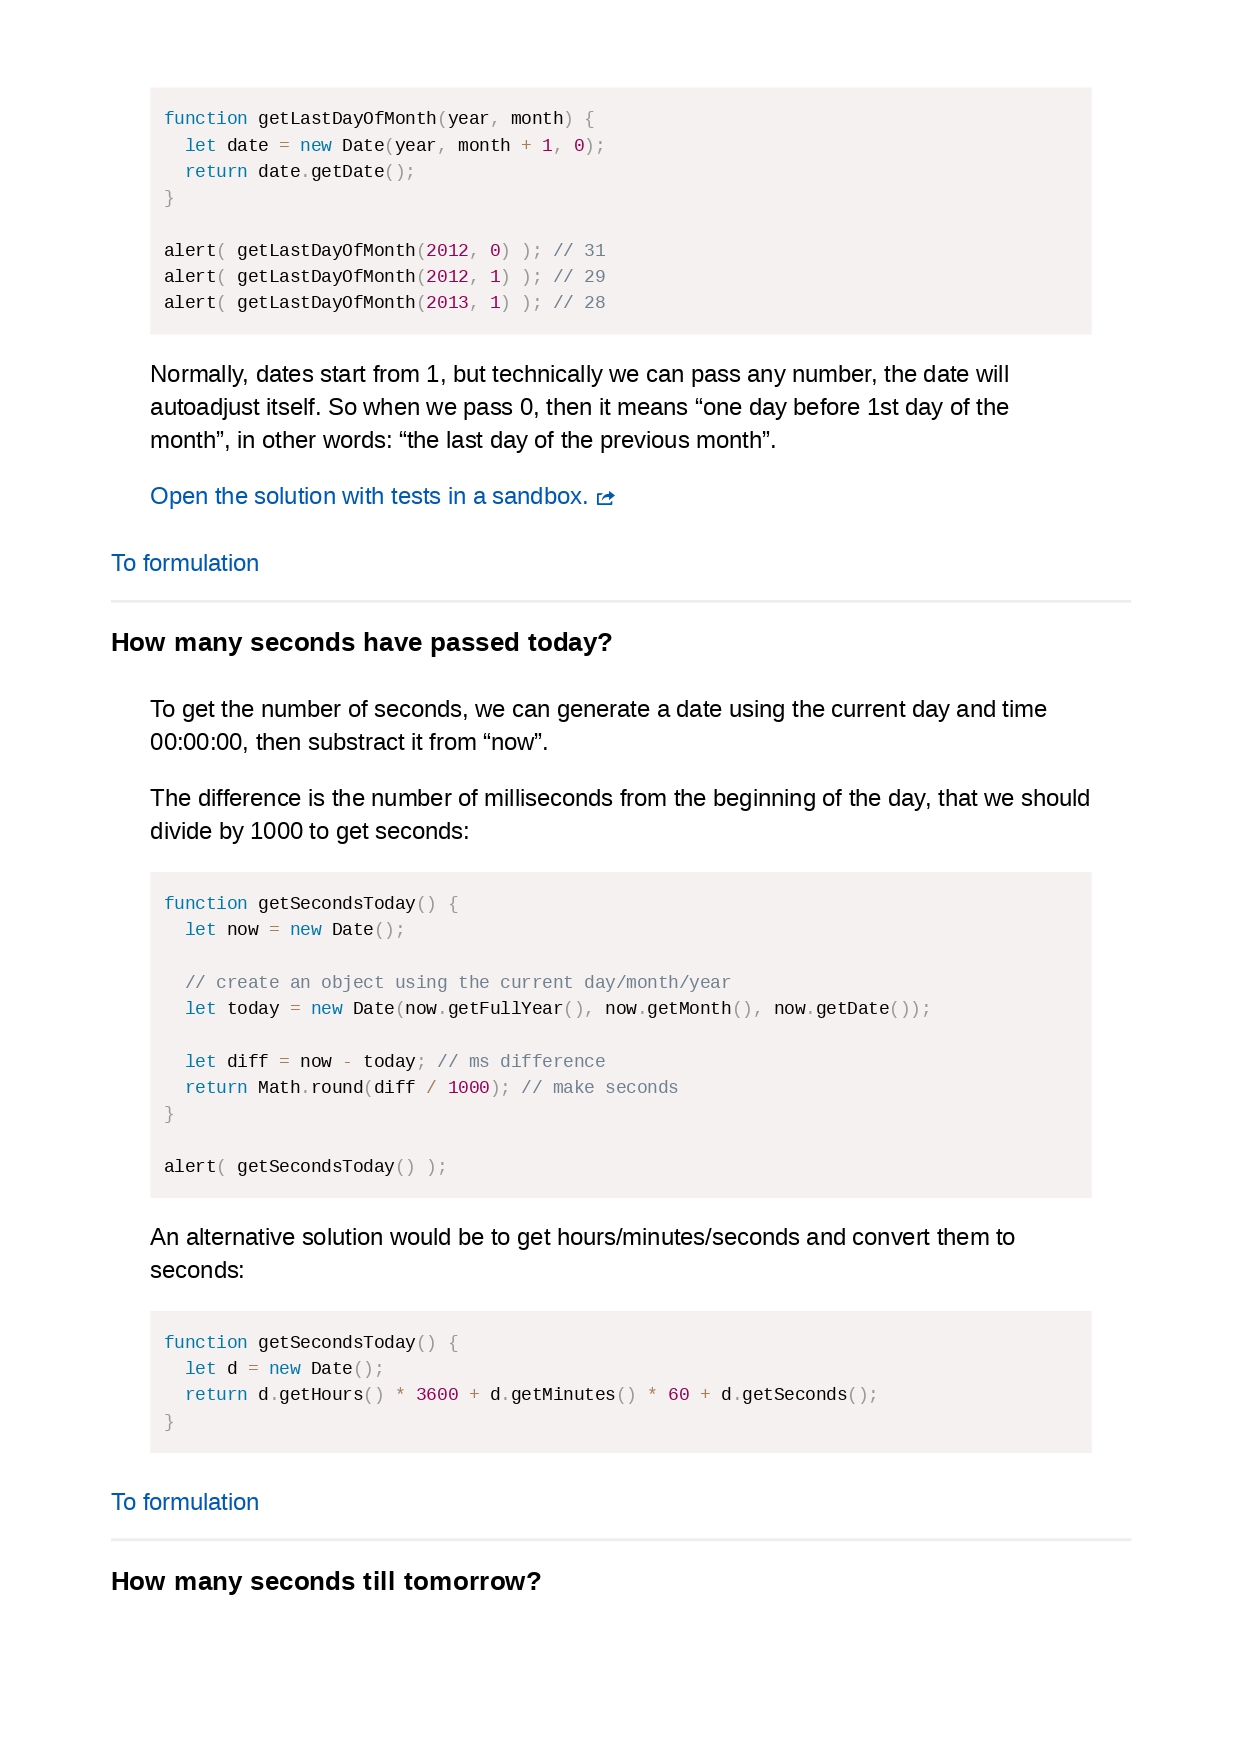 function getLastDayOfMonth(year, month) {
  let date = new Date(year, month + 1, 0);
  return date.getDate();
}

alert( getLastDayOfMonth(2012, 0) ); // 31
alert( getLastDayOfMonth(2012, 1) ); // 29
alert( getLastDayOfMonth(2013, 1) ); // 28
Normally, dates start from 1, but technically we can pass any number, the date will
autoadjust itself. So when we pass 0, then it means “one day before 1st day of the
month”, in other words: “the last day of the previous month”.
Open the solution with tests in a sandbox.
To formulation
How many seconds have passed today?
To get the number of seconds, we can generate a date using the current day and time
00:00:00, then substract it from “now”.
The difference is the number of milliseconds from the beginning of the day, that we should
divide by 1000 to get seconds:
function getSecondsToday() {
  let now = new Date();

  // create an object using the current day/month/year
  let today = new Date(now.getFullYear(), now.getMonth(), now.getDate());

  let diff = now - today; // ms difference
  return Math.round(diff / 1000); // make seconds
}

alert( getSecondsToday() );
An alternative solution would be to get hours/minutes/seconds and convert them to
seconds:
function getSecondsToday() {
  let d = new Date();
  return d.getHours() * 3600 + d.getMinutes() * 60 + d.getSeconds();
}
To formulation
How many seconds till tomorrow?